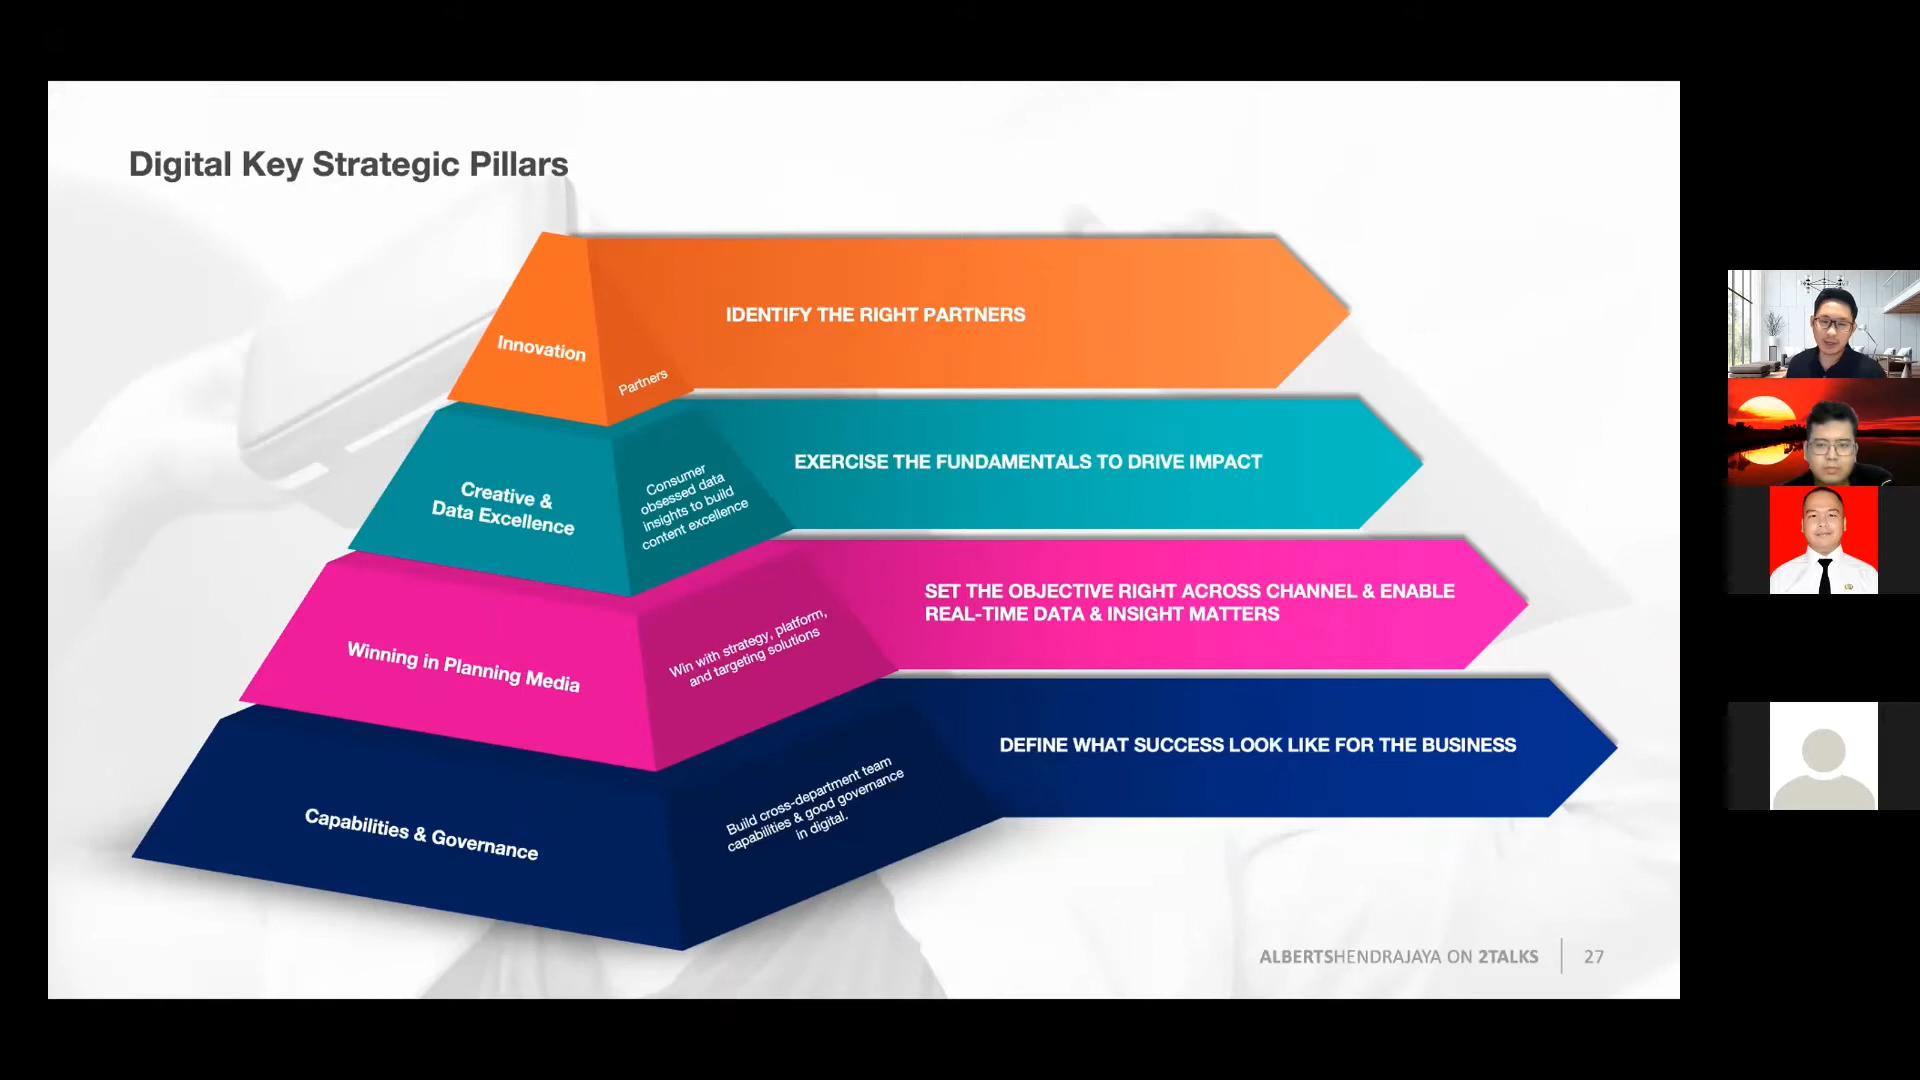 Digital Key Strategic Pillars
Innovation
Partners
IDENTIFY THE RIGHT PARTNERS
Creative &
Data Excellence
Consumer
obsessed data
insights to build
content excellence
EXERCISE THE FUNDAMENTALS TO DRIVE IMPACT
Winning in Planning Media
Win with strategy, platform,
and targeting solutions
SET THE OBJECTIVE RIGHT ACROSS CHANNEL & ENABLE
REAL-TIME DATA & INSIGHT MATTERS
Capabilities & Governance
Build cross-department team
capabilities & good governance
in digital.
DEFINE WHAT SUCCESS LOOK LIKE FOR THE BUSINESS
ALBERTSHENDRAJAYA ON 2TALKS
27